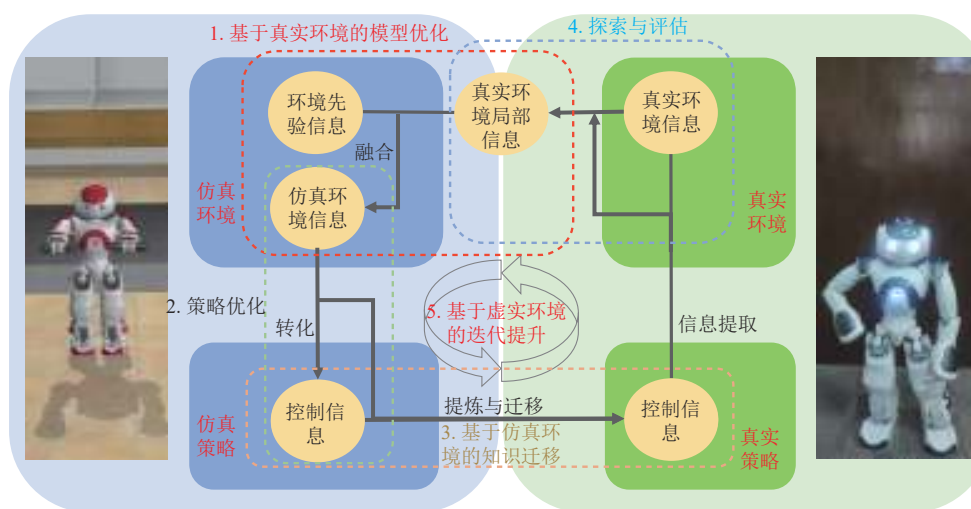 1. 基于真实环境的模型优化
4. 探索与评估
环境先
验信息
真实环
境局部
信息
真实环
境信息
融合
仿真
环境
仿真环
境信息
真实
环境
2. 策略优化
转化
5. 基于虚实环境
的迭代提升
信息提取
仿真
策略
控制信
息
提炼与迁移
3. 基于仿真环
境的知识迁移
控制信
息
真实
策略